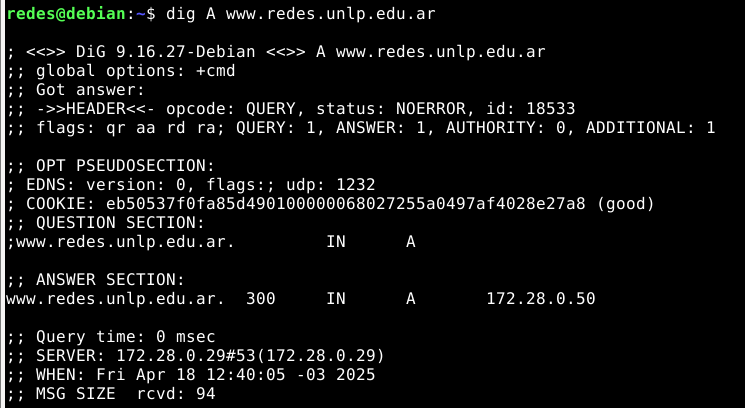 redes@debian:~$ dig A www.redes.unlp.edu.ar
; <<>> DiG 9.16.27-Debian <<>> A www.redes.unlp.edu.ar
;; global options: +cmd
;; Got answer:
;; ->>HEADER<<- opcode: QUERY, status: NOERROR, id: 18533
;; flags: qr aa rd ra; QUERY: 1, ANSWER: 1, AUTHORITY: 0, ADDITIONAL: 1
;; OPT PSEUDOSECTION:
; EDNS: version: 0, flags:; udp: 1232
; COOKIE: eb50537f0fa85d490100000068027255a0497af4028e27a8 (good)
;; QUESTION SECTION:
;www.redes.unlp.edu.ar. IN A
;; ANSWER SECTION:
www.redes.unlp.edu.ar. 300 IN A 172.28.0.50
;; Query time: 0 msec
;; SERVER: 172.28.0.29#53(172.28.0.29)
;; WHEN: Fri Apr 18 12:40:05 -03 2025
;; MSG SIZE rcvd: 94